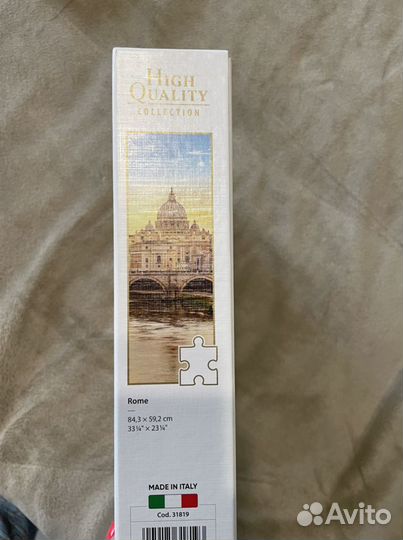 HIGH
QUALITY
COLLECTION
Rome
84,3 × 59,2 cm
33¼" × 23¼"
MADE IN ITALY
Cod. 31819
Avito